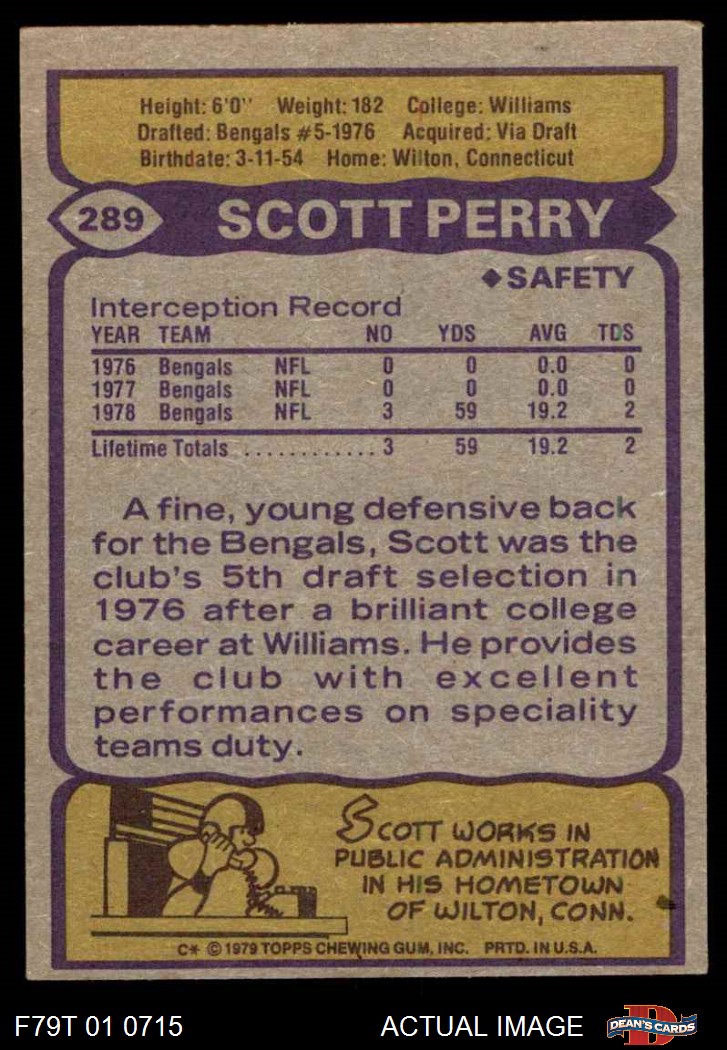 Height: 6'0" Weight: 182 College: Williams
Drafted: Bengals #5-1976 Acquired: Via Draft
Birthdate: 3-11-54 Home: Wilton, Connecticut
289 SCOTT PERRY
◆SAFETY
Interception Record
YEAR TEAM NO YDS AVG TDS
1976 Bengals NFL 0 0 0.0 0
1977 Bengals NFL 0 0 0.0 0
1978 Bengals NFL 3 59 19.2 2
Lifetime Totals ............ 3 59 19.2 2
A fine, young defensive back
for the Bengals, Scott was the
club's 5th draft selection in
1976 after a brilliant college
career at Williams. He provides
the club with excellent
performances on speciality
teams duty.
SCOTT WORKS IN
PUBLIC ADMINISTRATION
IN HIS HOMETOWN
OF WILTON, CONN.
C* © 1979 TOPPS CHEWING GUM, INC. PRTD. IN U.S.A.
F79T 01 0715 ACTUAL IMAGE D DEAN'S CARDS